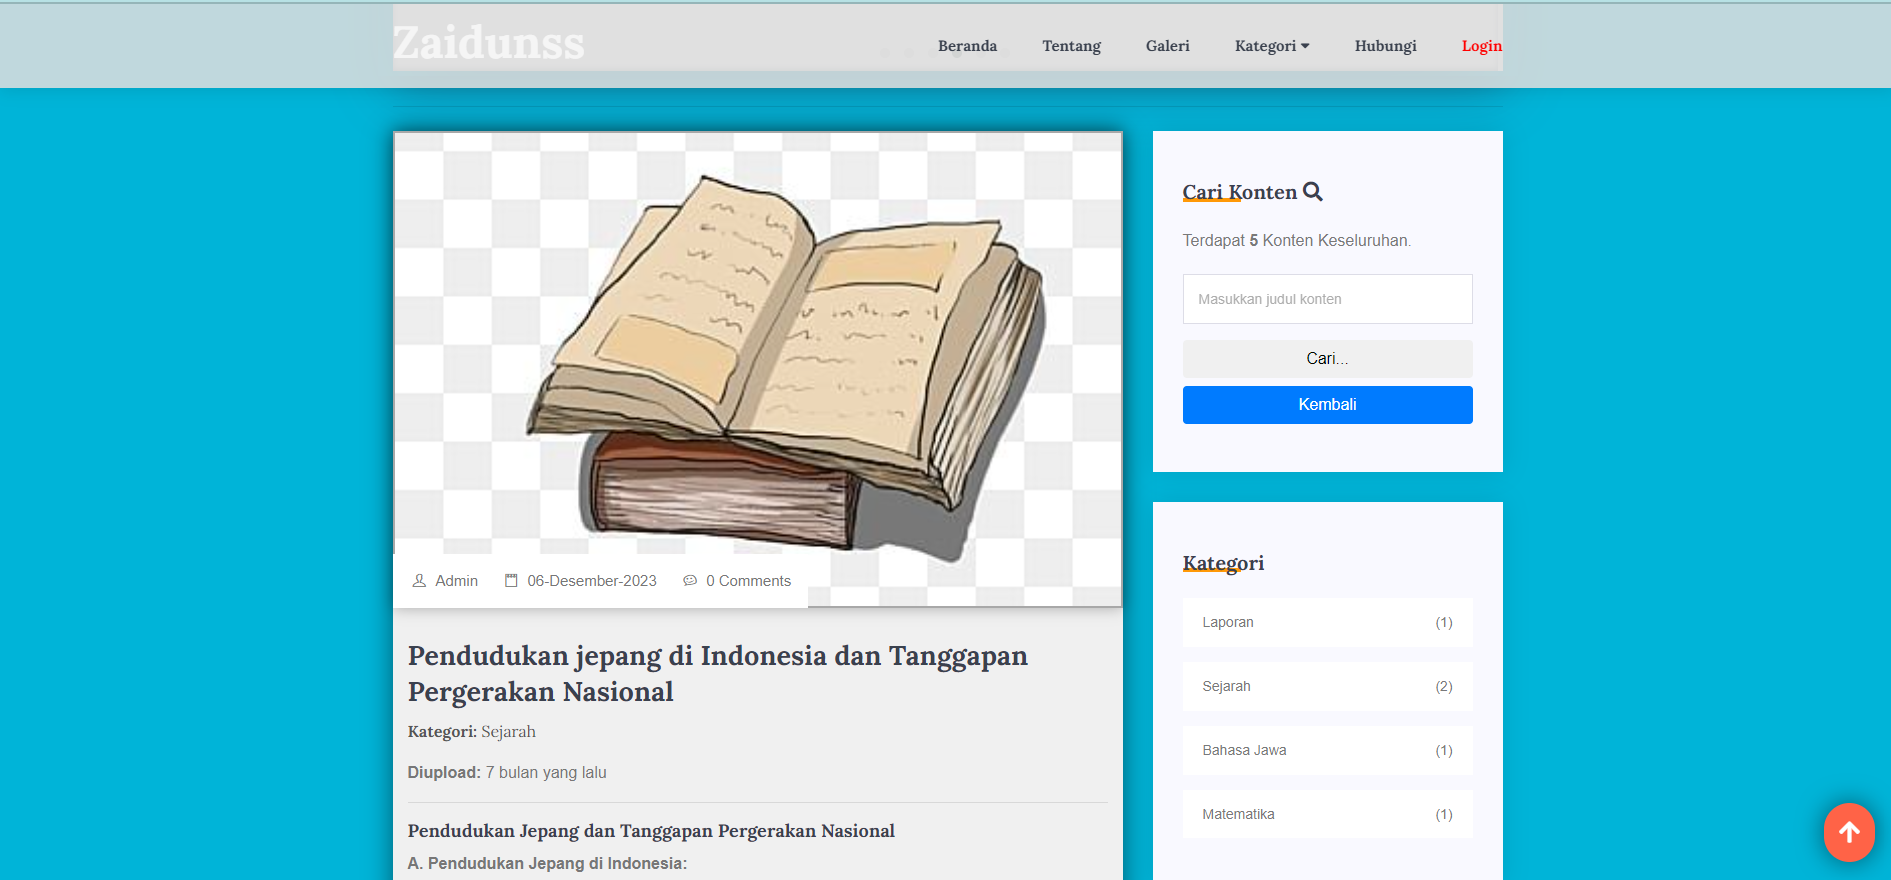 Zaidunss
Beranda
Tentang
Galeri
Kategori
Hubungi
Login
Admin
06-Desember-2023
0 Comments
Pendudukan jepang di Indonesia dan Tanggapan
Pergerakan Nasional
Kategori: Sejarah
Diupload: 7 bulan yang lalu
Pendudukan Jepang dan Tanggapan Pergerakan Nasional
A. Pendudukan Jepang di Indonesia:
Cari Konten
Terdapat 5 Konten Keseluruhan.
Masukkan judul konten
Cari...
Kembali
Kategori
Laporan (1)
Sejarah (2)
Bahasa Jawa (1)
Matematika (1)